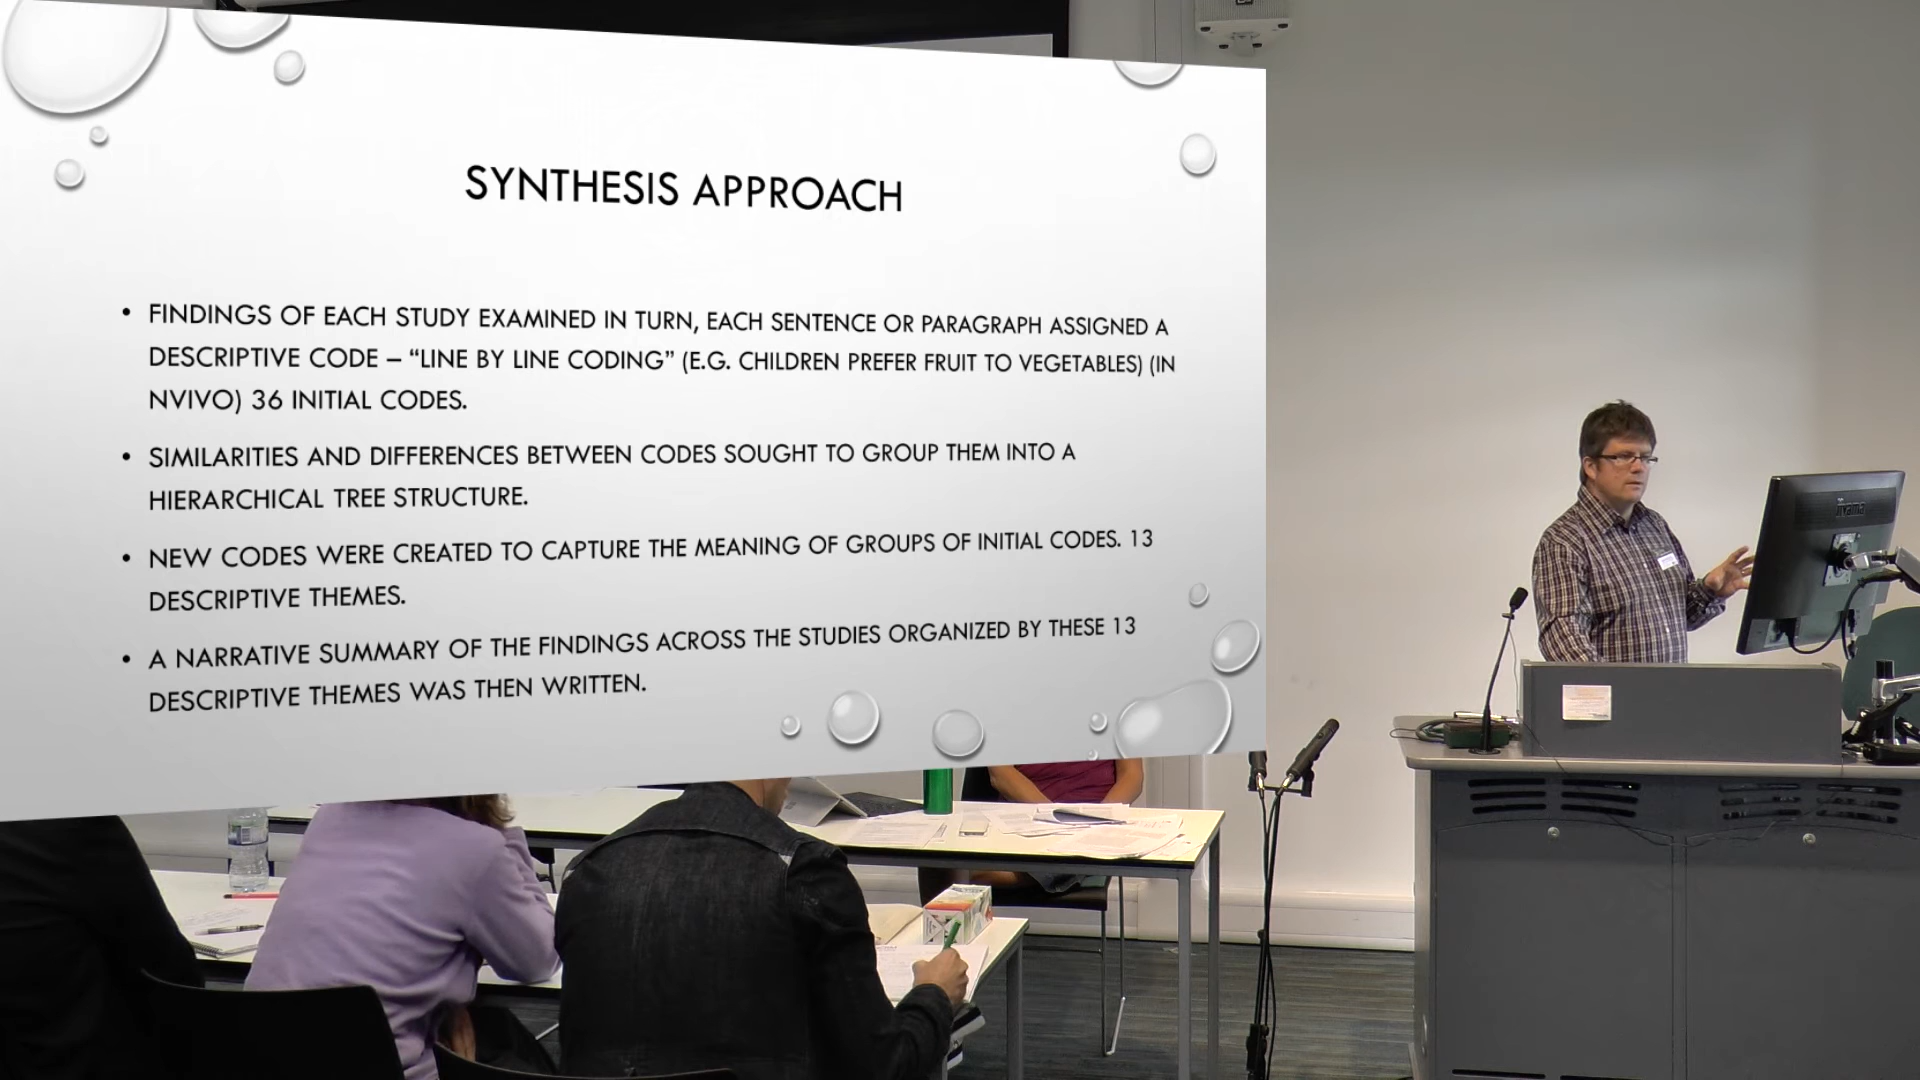 SYNTHESIS APPROACH
• FINDINGS OF EACH STUDY EXAMINED IN TURN, EACH SENTENCE OR PARAGRAPH ASSIGNED A
DESCRIPTIVE CODE – “LINE BY LINE CODING” (E.G. CHILDREN PREFER FRUIT TO VEGETABLES) (IN
NVIVO) 36 INITIAL CODES.
• SIMILARITIES AND DIFFERENCES BETWEEN CODES SOUGHT TO GROUP THEM INTO A
HIERARCHICAL TREE STRUCTURE.
• NEW CODES WERE CREATED TO CAPTURE THE MEANING OF GROUPS OF INITIAL CODES. 13
DESCRIPTIVE THEMES.
• A NARRATIVE SUMMARY OF THE FINDINGS ACROSS THE STUDIES ORGANIZED BY THESE 13
DESCRIPTIVE THEMES WAS THEN WRITTEN.
iiyama